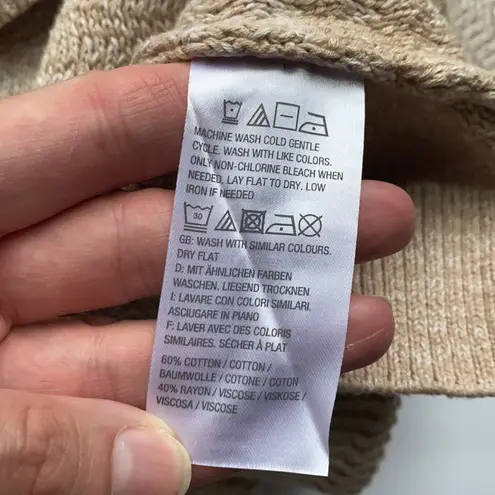 MACHINE WASH COLD GENTLE
CYCLE. WASH WITH LIKE COLORS.
ONLY NON-CHLORINE BLEACH WHEN
NEEDED. LAY FLAT TO DRY. LOW
IRON IF NEEDED
30
GB: WASH WITH SIMILAR COLOURS.
DRY FLAT
D: MIT ÄHNLICHEN FARBEN
WASCHEN. LIEGEND TROCKNEN
I: LAVARE CON COLORI SIMILARI.
ASCIUGARE IN PIANO
F: LAVER AVEC DES COLORIS
SIMILAIRES. SÉCHER À PLAT
60% COTTON / COTTON /
BAUMWOLLE / COTONE / COTON
40% RAYON / VISCOSE / VISKOSE /
VISCOSA / VISCOSE